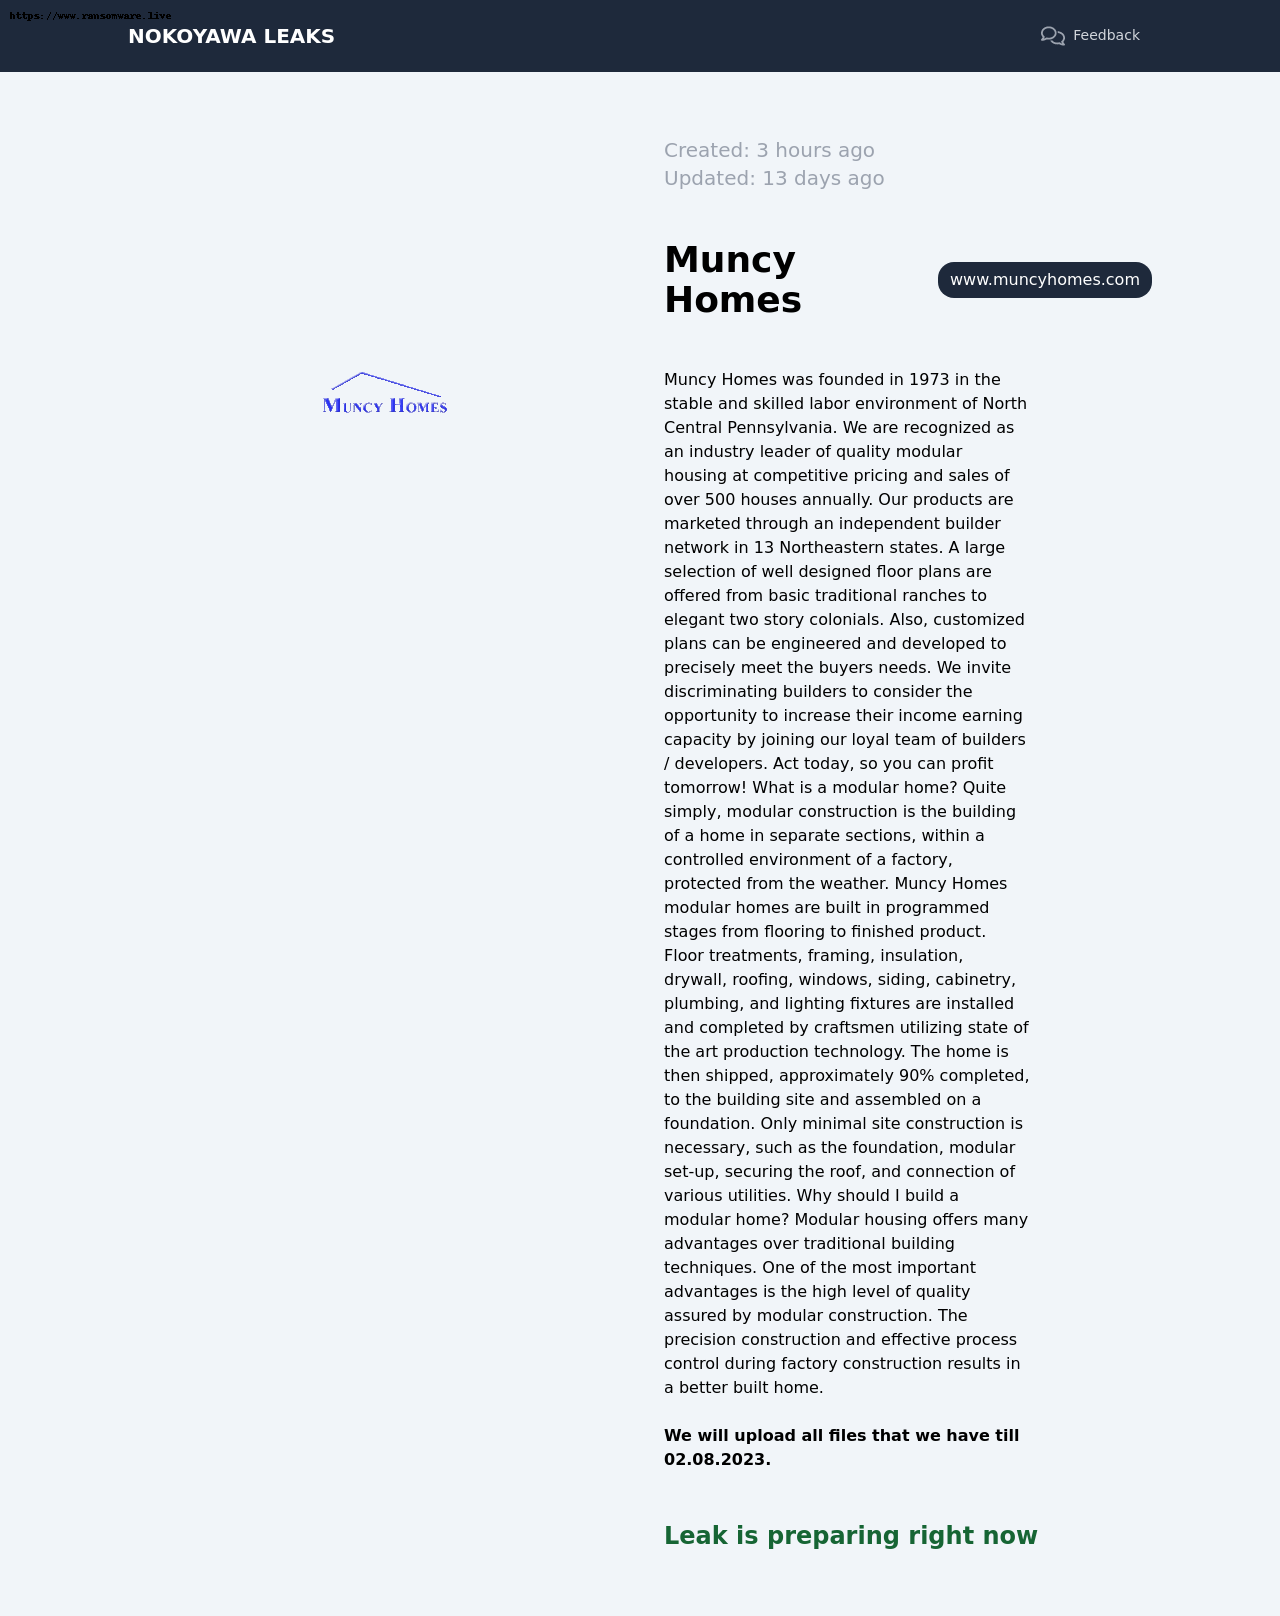 https://www.ransomware.live
NOKOYAWA LEAKS
Feedback
Created: 3 hours ago
Updated: 13 days ago
Muncy
Homes
www.muncyhomes.com
MUNCY HOMES
Muncy Homes was founded in 1973 in the
stable and skilled labor environment of North
Central Pennsylvania. We are recognized as
an industry leader of quality modular
housing at competitive pricing and sales of
over 500 houses annually. Our products are
marketed through an independent builder
network in 13 Northeastern states. A large
selection of well designed floor plans are
offered from basic traditional ranches to
elegant two story colonials. Also, customized
plans can be engineered and developed to
precisely meet the buyers needs. We invite
discriminating builders to consider the
opportunity to increase their income earning
capacity by joining our loyal team of builders
/ developers. Act today, so you can profit
tomorrow! What is a modular home? Quite
simply, modular construction is the building
of a home in separate sections, within a
controlled environment of a factory,
protected from the weather. Muncy Homes
modular homes are built in programmed
stages from flooring to finished product.
Floor treatments, framing, insulation,
drywall, roofing, windows, siding, cabinetry,
plumbing, and lighting fixtures are installed
and completed by craftsmen utilizing state of
the art production technology. The home is
then shipped, approximately 90% completed,
to the building site and assembled on a
foundation. Only minimal site construction is
necessary, such as the foundation, modular
set-up, securing the roof, and connection of
various utilities. Why should I build a
modular home? Modular housing offers many
advantages over traditional building
techniques. One of the most important
advantages is the high level of quality
assured by modular construction. The
precision construction and effective process
control during factory construction results in
a better built home.
We will upload all files that we have till
02.08.2023.
Leak is preparing right now